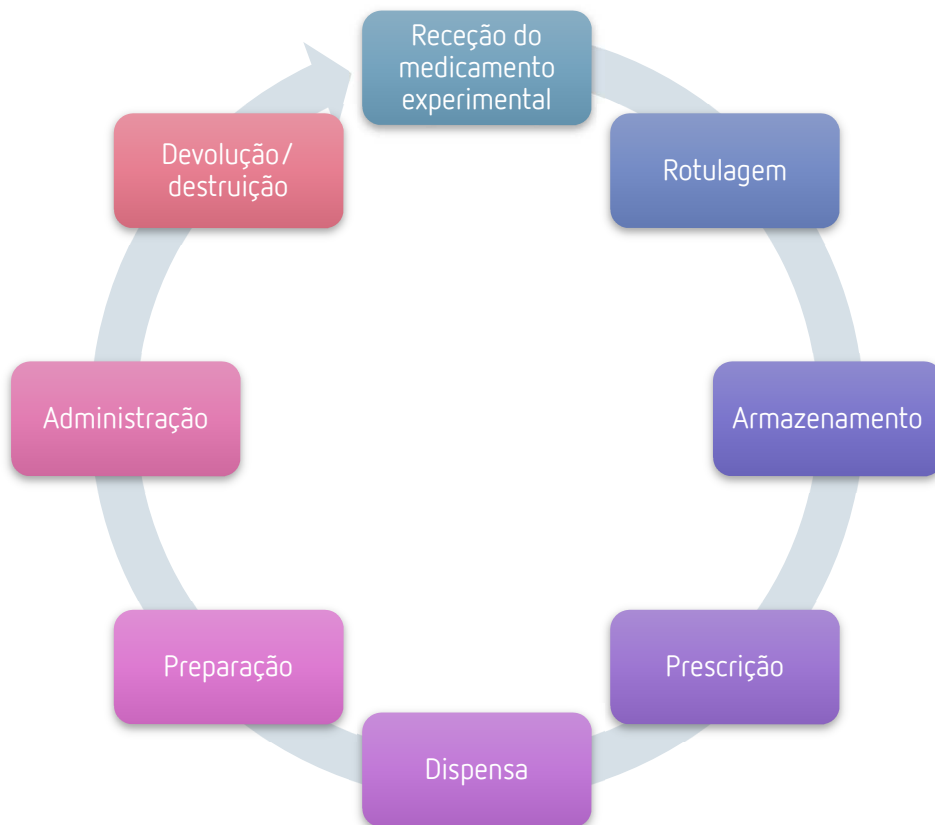 Receção do
medicamento
experimental
Rotulagem
Armazenamento
Prescrição
Dispensa
Preparação
Administração
Devolução/
destruição